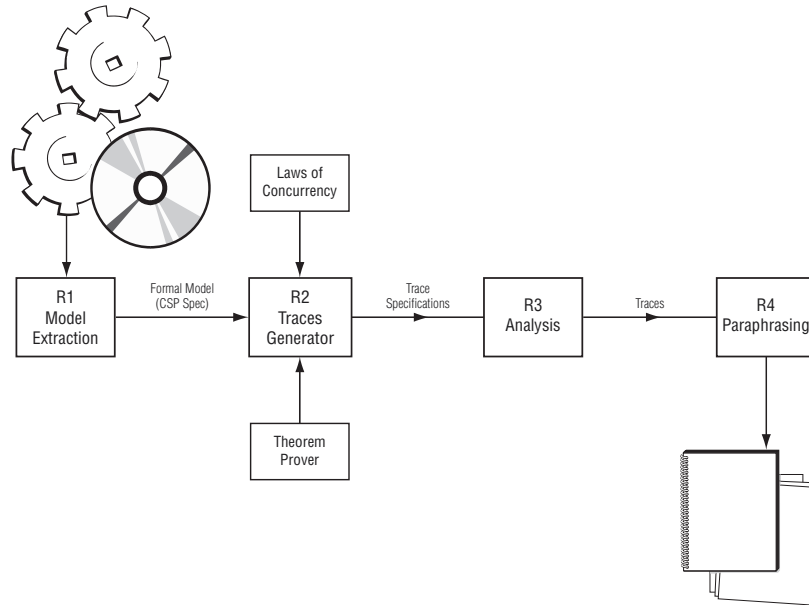 Laws of
Concurrency
R1
Model
Extraction
Formal Model
(CSP Spec)
R2
Traces
Generator
Trace
Specifications
R3
Analysis
Traces
R4
Paraphrasing
Theorem
Prover